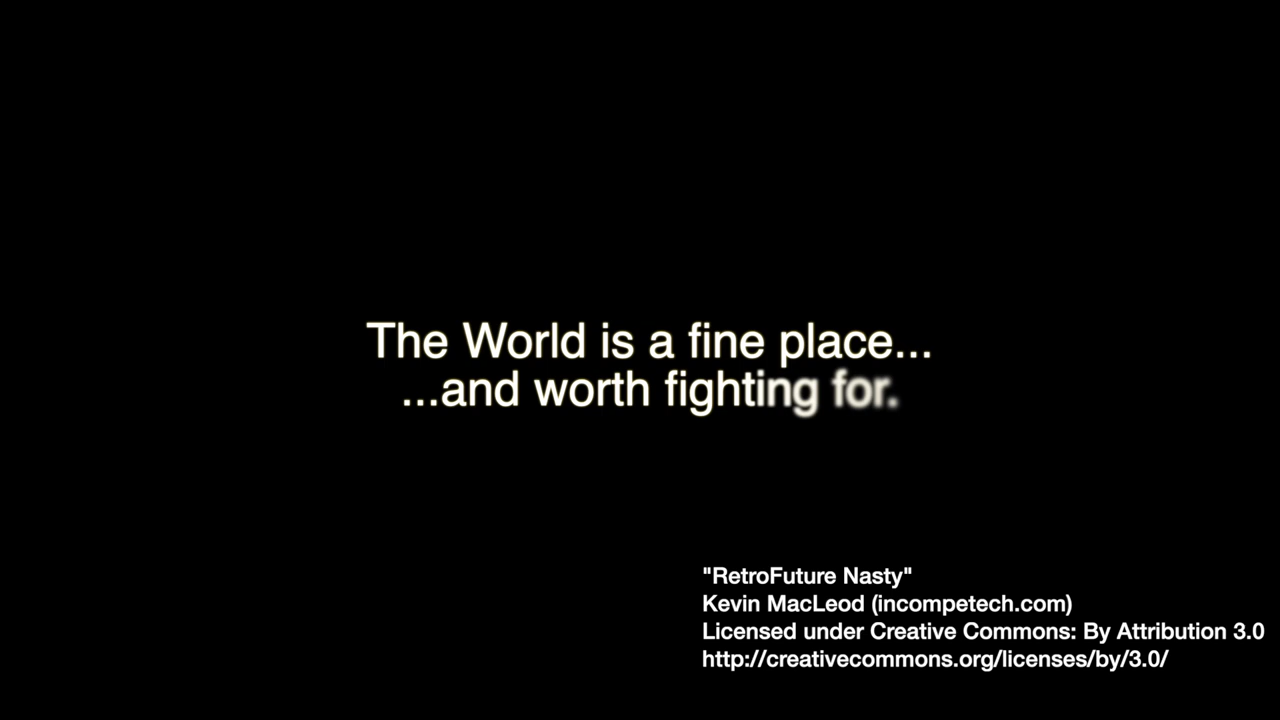 The World is a fine place...
...and worth fighting for.
"RetroFuture Nasty"
Kevin MacLeod (incompetech.com)
Licensed under Creative Commons: By Attribution 3.0
http://creativecommons.org/licenses/by/3.0/